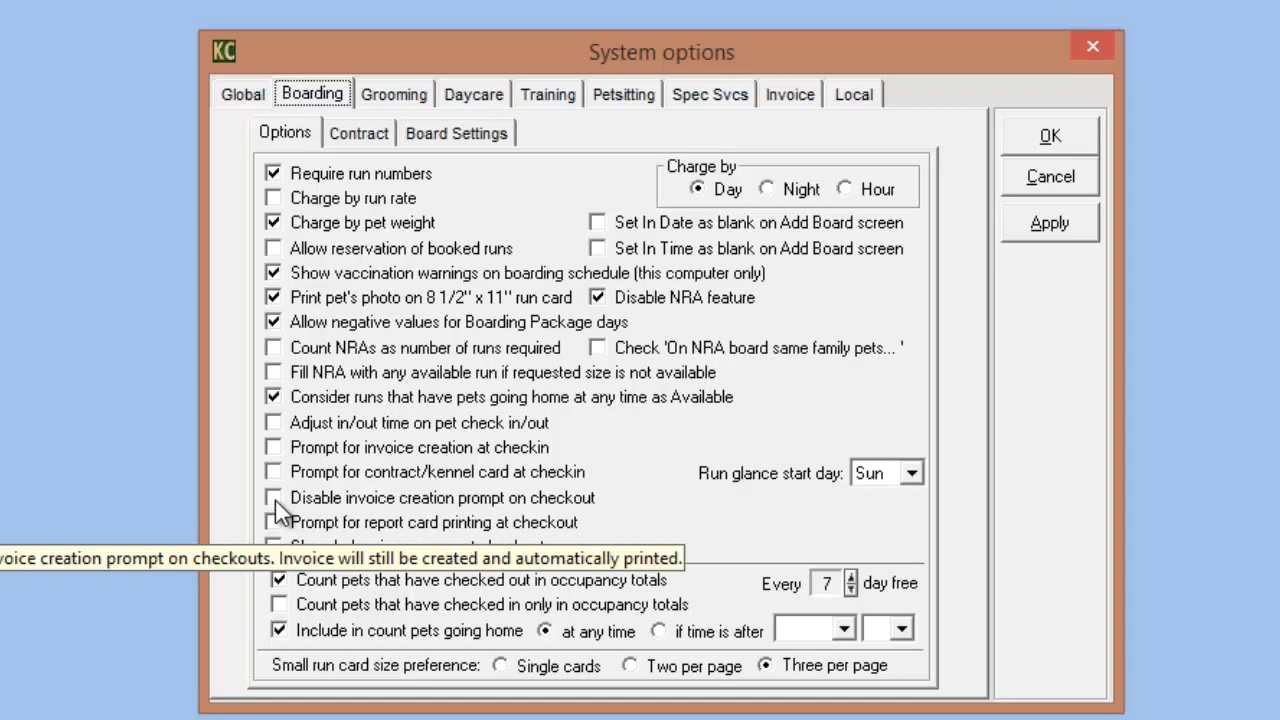 KC System options
Global Boarding Grooming Daycare Training Petsitting Spec Svcs Invoice Local
Options Contract Board Settings
OK
Cancel
Apply
Require run numbers
Charge by
Day Night Hour
Charge by run rate
Charge by pet weight Set In Date as blank on Add Board screen
Allow reservation of booked runs Set In Time as blank on Add Board screen
Show vaccination warnings on boarding schedule (this computer only)
Print pet's photo on 8 1/2" x 11" run card Disable NRA feature
Allow negative values for Boarding Package days
Count NRAs as number of runs required Check 'On NRA board same family pets... '
Fill NRA with any available run if requested size is not available
Consider runs that have pets going home at any time as Available
Adjust in/out time on pet check in/out
Prompt for invoice creation at checkin
Prompt for contract/kennel card at checkin Run glance start day: Sun
Disable invoice creation prompt on checkout
Prompt for report card printing at checkout
voice creation prompt on checkouts. Invoice will still be created and automatically printed.
Count pets that have checked out in occupancy totals Every 7 day free
Count pets that have checked in only in occupancy totals
Include in count pets going home at any time if time is after
Small run card size preference: Single cards Two per page Three per page